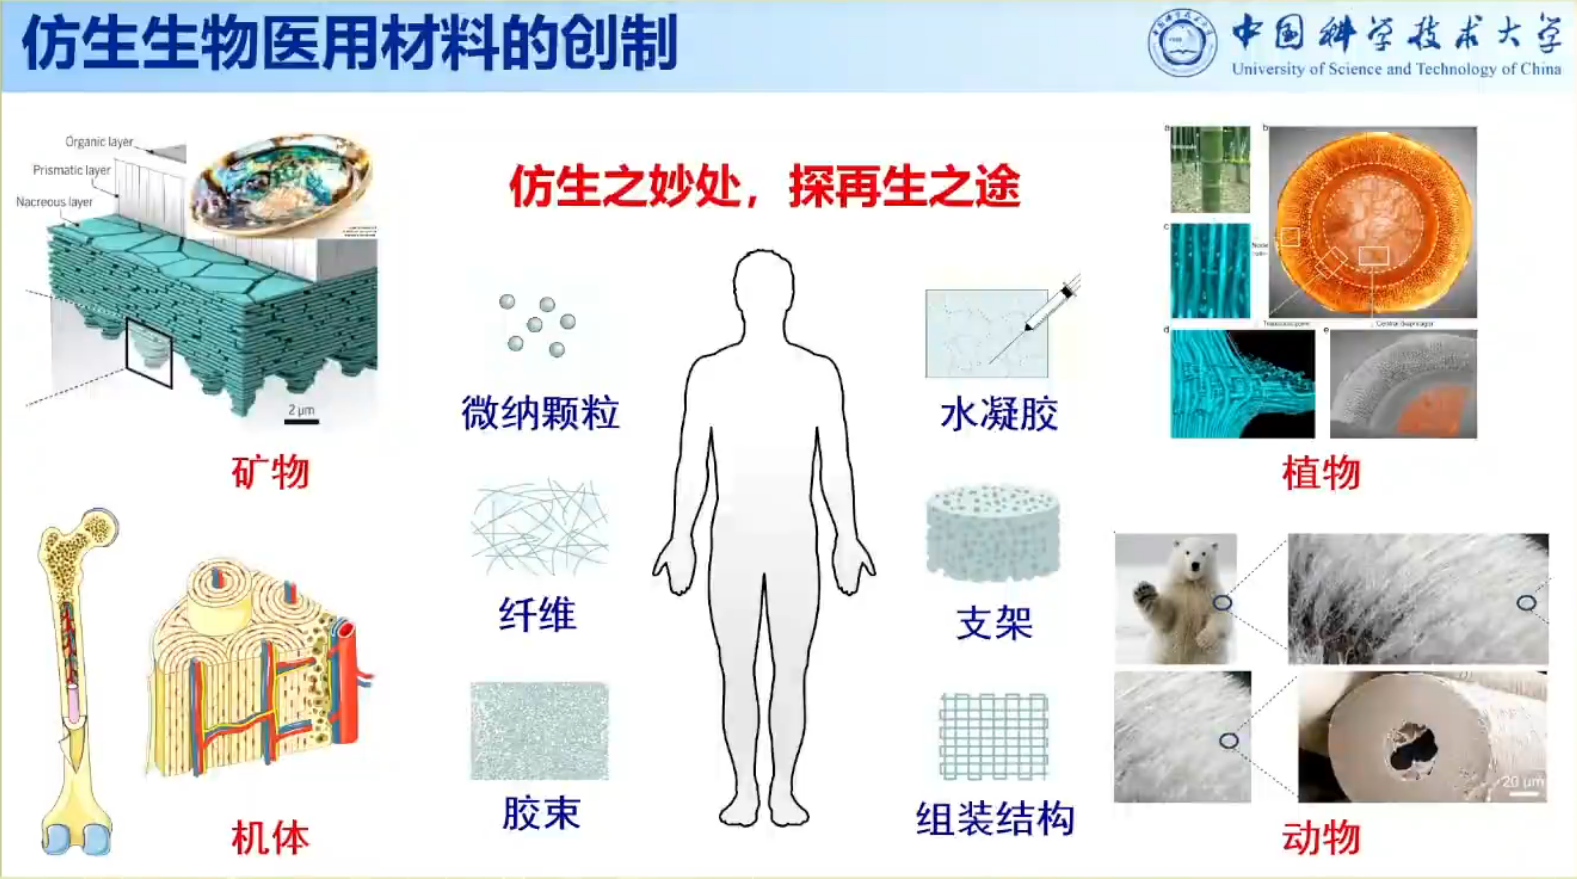 仿生生物医用材料的创制
中国科学技术大学
University of Science and Technology of China
Organic layer
Prismatic layer
Nacreous layer
2 μm
矿物
仿生之妙处，探再生之途
微纳颗粒
水凝胶
纤维
支架
胶束
组装结构
a
b
c
d
e
植物
机体
20 μm
动物